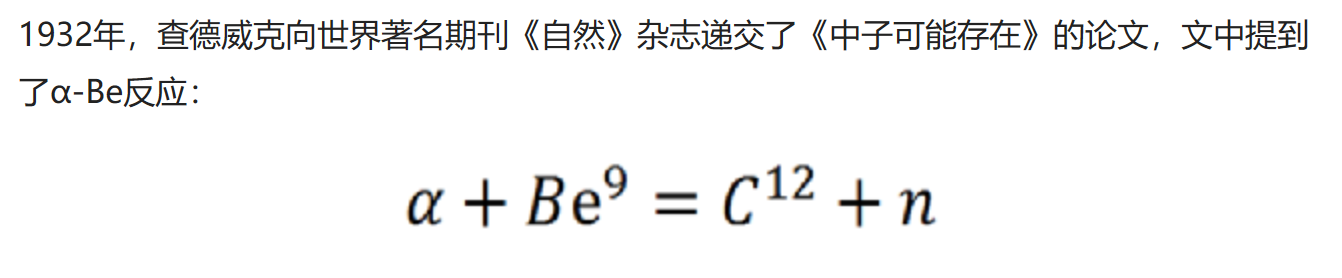 1932年，查德威克向世界著名期刊《自然》杂志递交了《中子可能存在》的论文，文中提到
了α-Be反应：
α + Be⁹ = C¹² + n